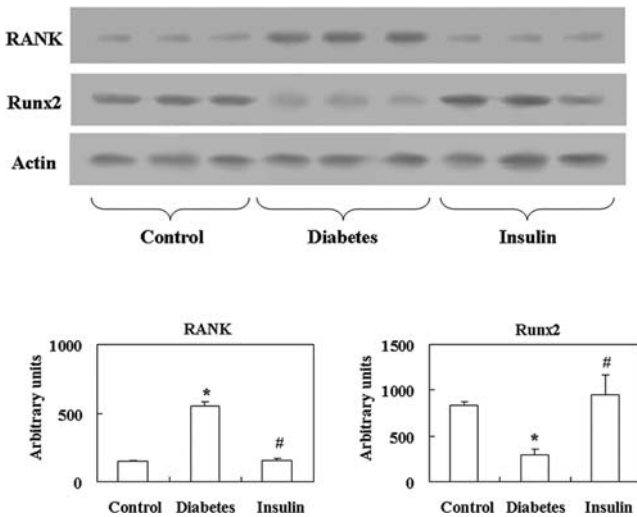 RANK
Runx2
Actin
Control Diabetes Insulin
RANK
Arbitrary units
1000
500
0
*
#
Control Diabetes Insulin
Runx2
Arbitrary units
1500
1000
500
0
*
#
Control Diabetes Insulin